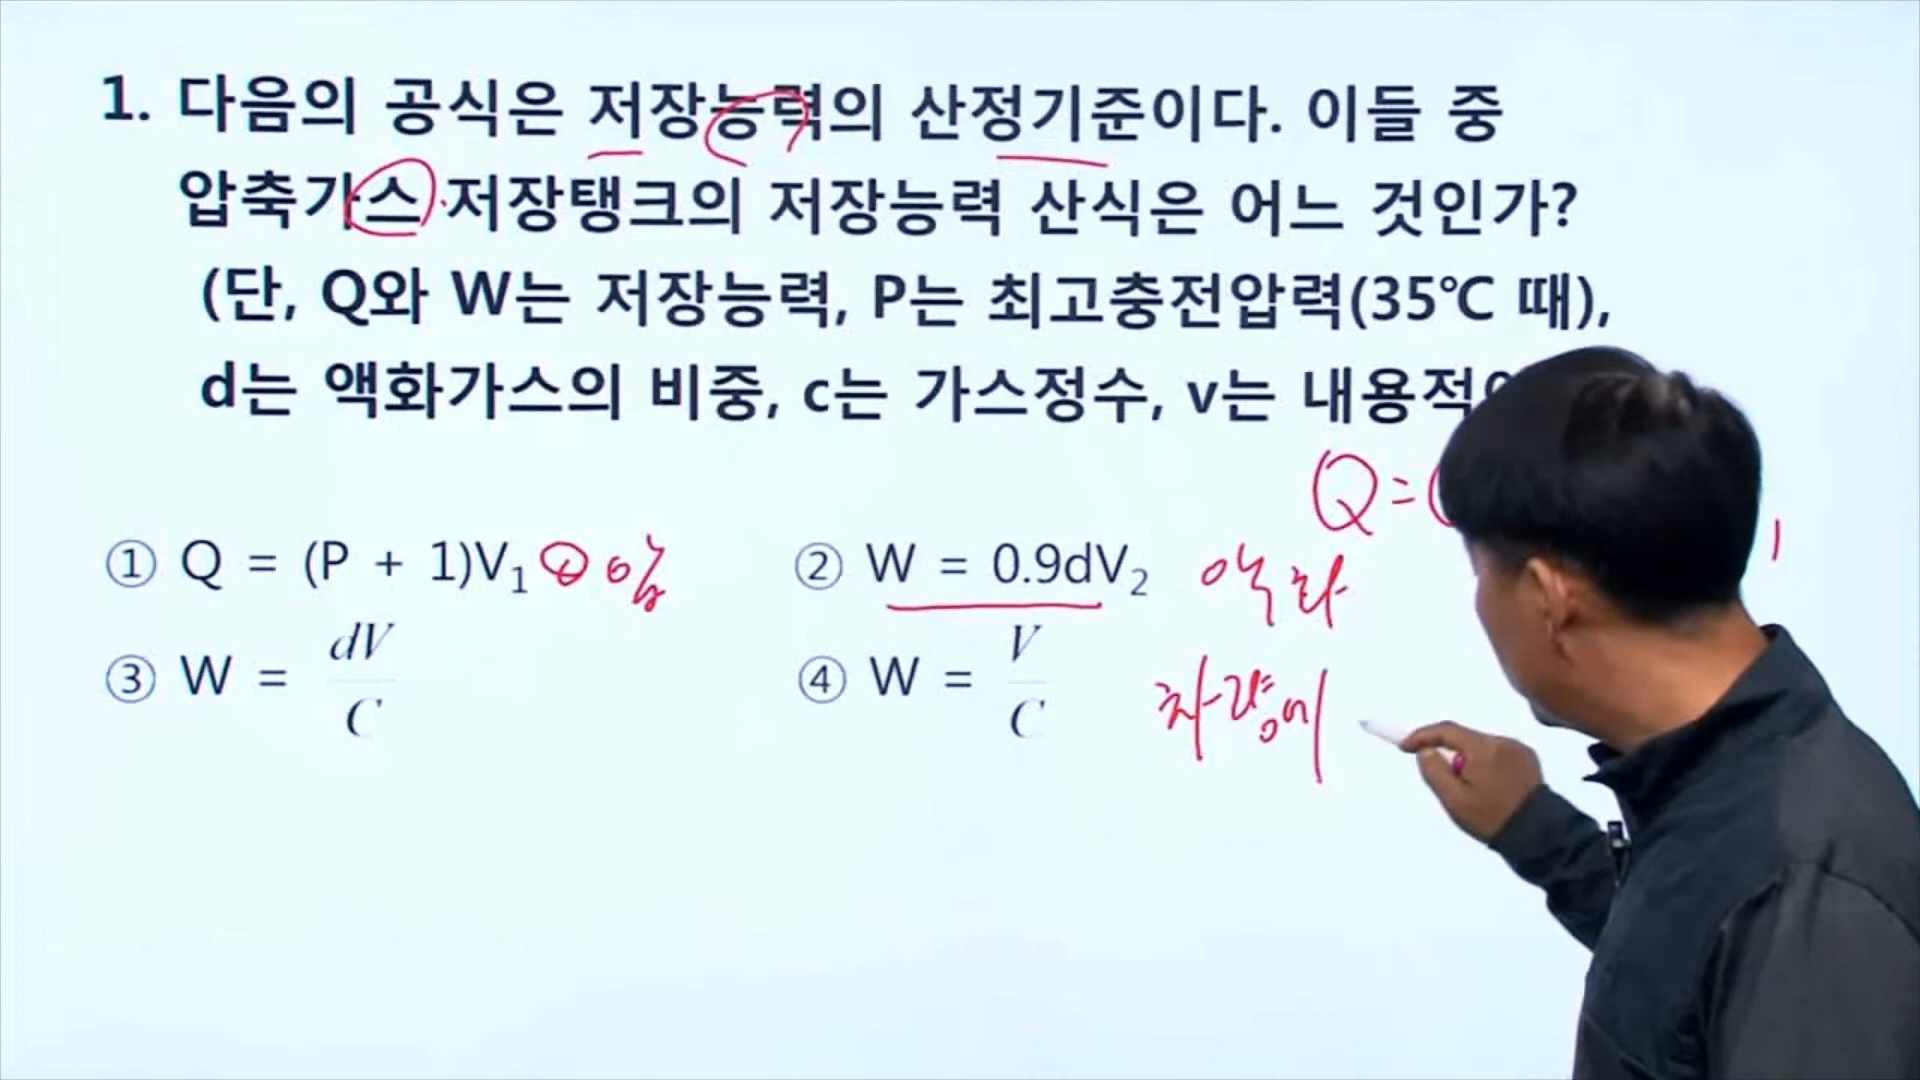 1. 다음의 공식은 저장능력의 산정기준이다. 이들 중
압축가스 저장탱크의 저장능력 산식은 어느 것인가?
(단, Q와 W는 저장능력, P는 최고충전압력(35℃ 때),
d는 액화가스의 비중, c는 가스정수, v는 내용적
Q=(
① Q = (P + 1)V₁ 압
② W = 0.9dV₂ 액화
③ W = dV/C
④ W = V/C 차량에